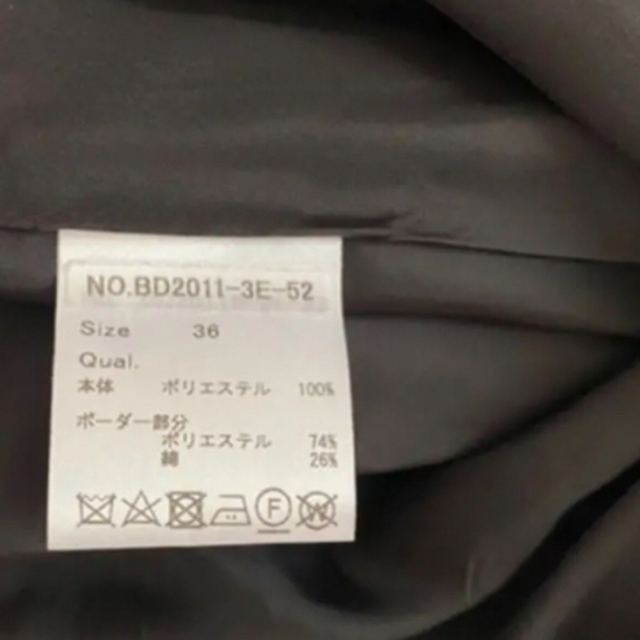 NO.BD2011-3E-52
Size 36
Qual.
本体 ポリエステル 100%
ボーダー部分
ポリエステル 74%
綿 26%
F W